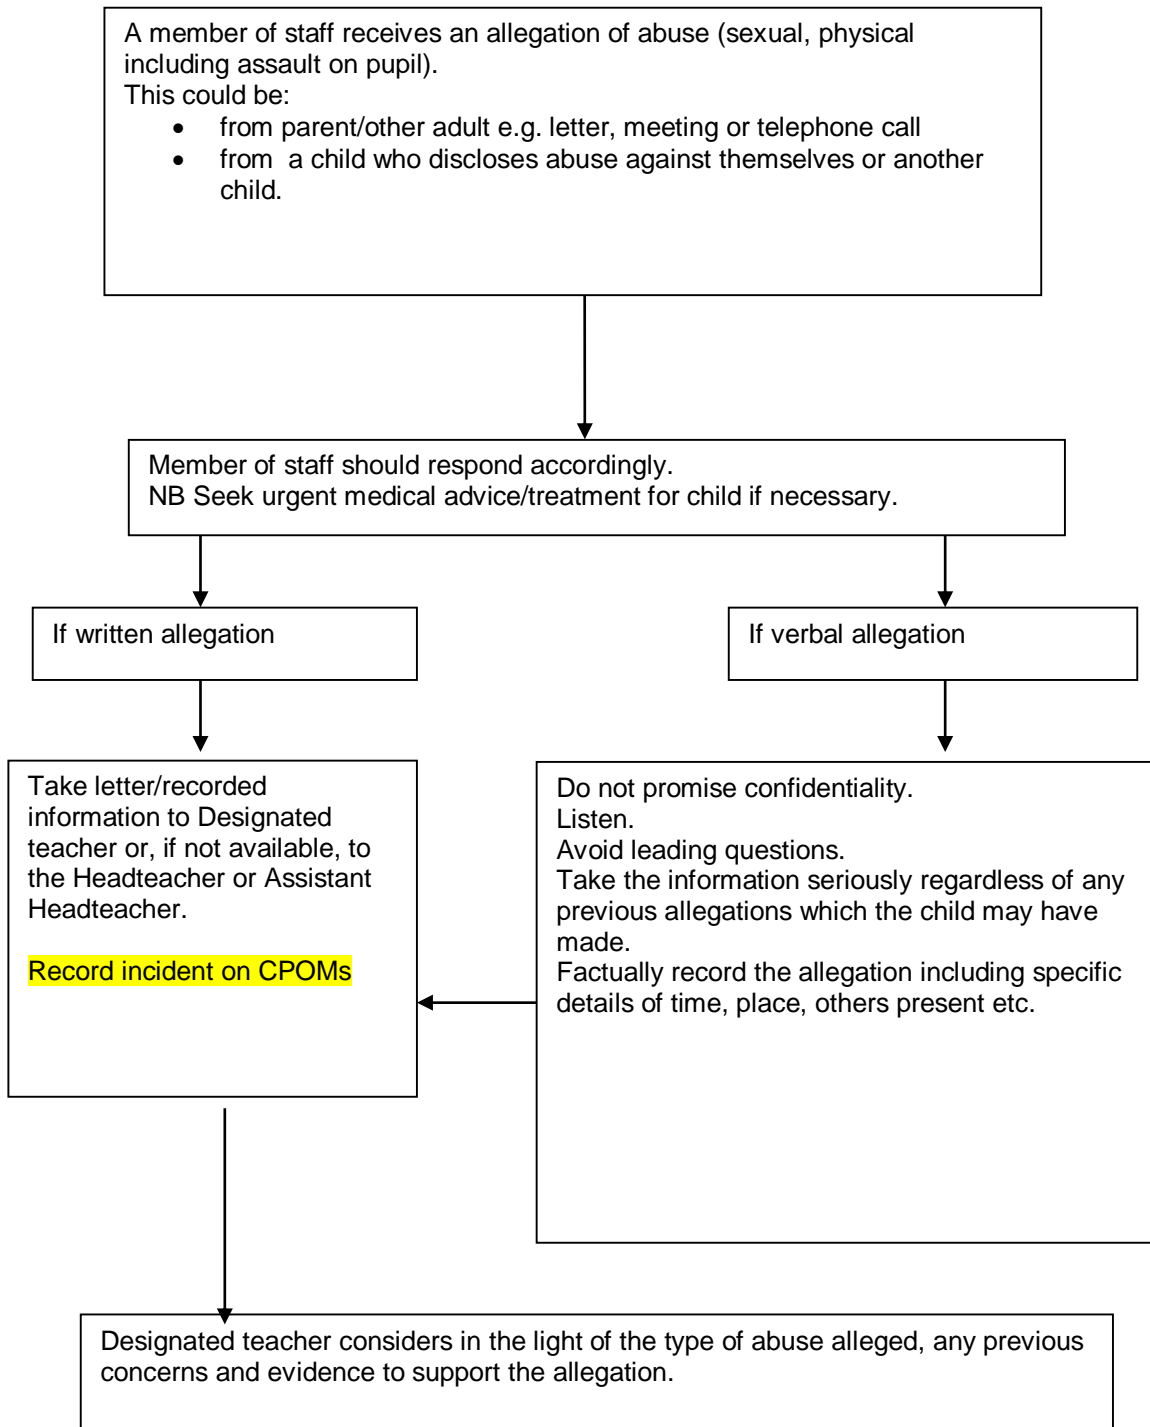 A member of staff receives an allegation of abuse (sexual, physical
including assault on pupil).
This could be:
• from parent/other adult e.g. letter, meeting or telephone call
• from  a child who discloses abuse against themselves or another
child.
Member of staff should respond accordingly.
NB Seek urgent medical advice/treatment for child if necessary.
If written allegation
If verbal allegation
Take letter/recorded
information to Designated
teacher or, if not available, to
the Headteacher or Assistant
Headteacher.
Record incident on CPOMs
Do not promise confidentiality.
Listen.
Avoid leading questions.
Take the information seriously regardless of any
previous allegations which the child may have
made.
Factually record the allegation including specific
details of time, place, others present etc.
Designated teacher considers in the light of the type of abuse alleged, any previous
concerns and evidence to support the allegation.